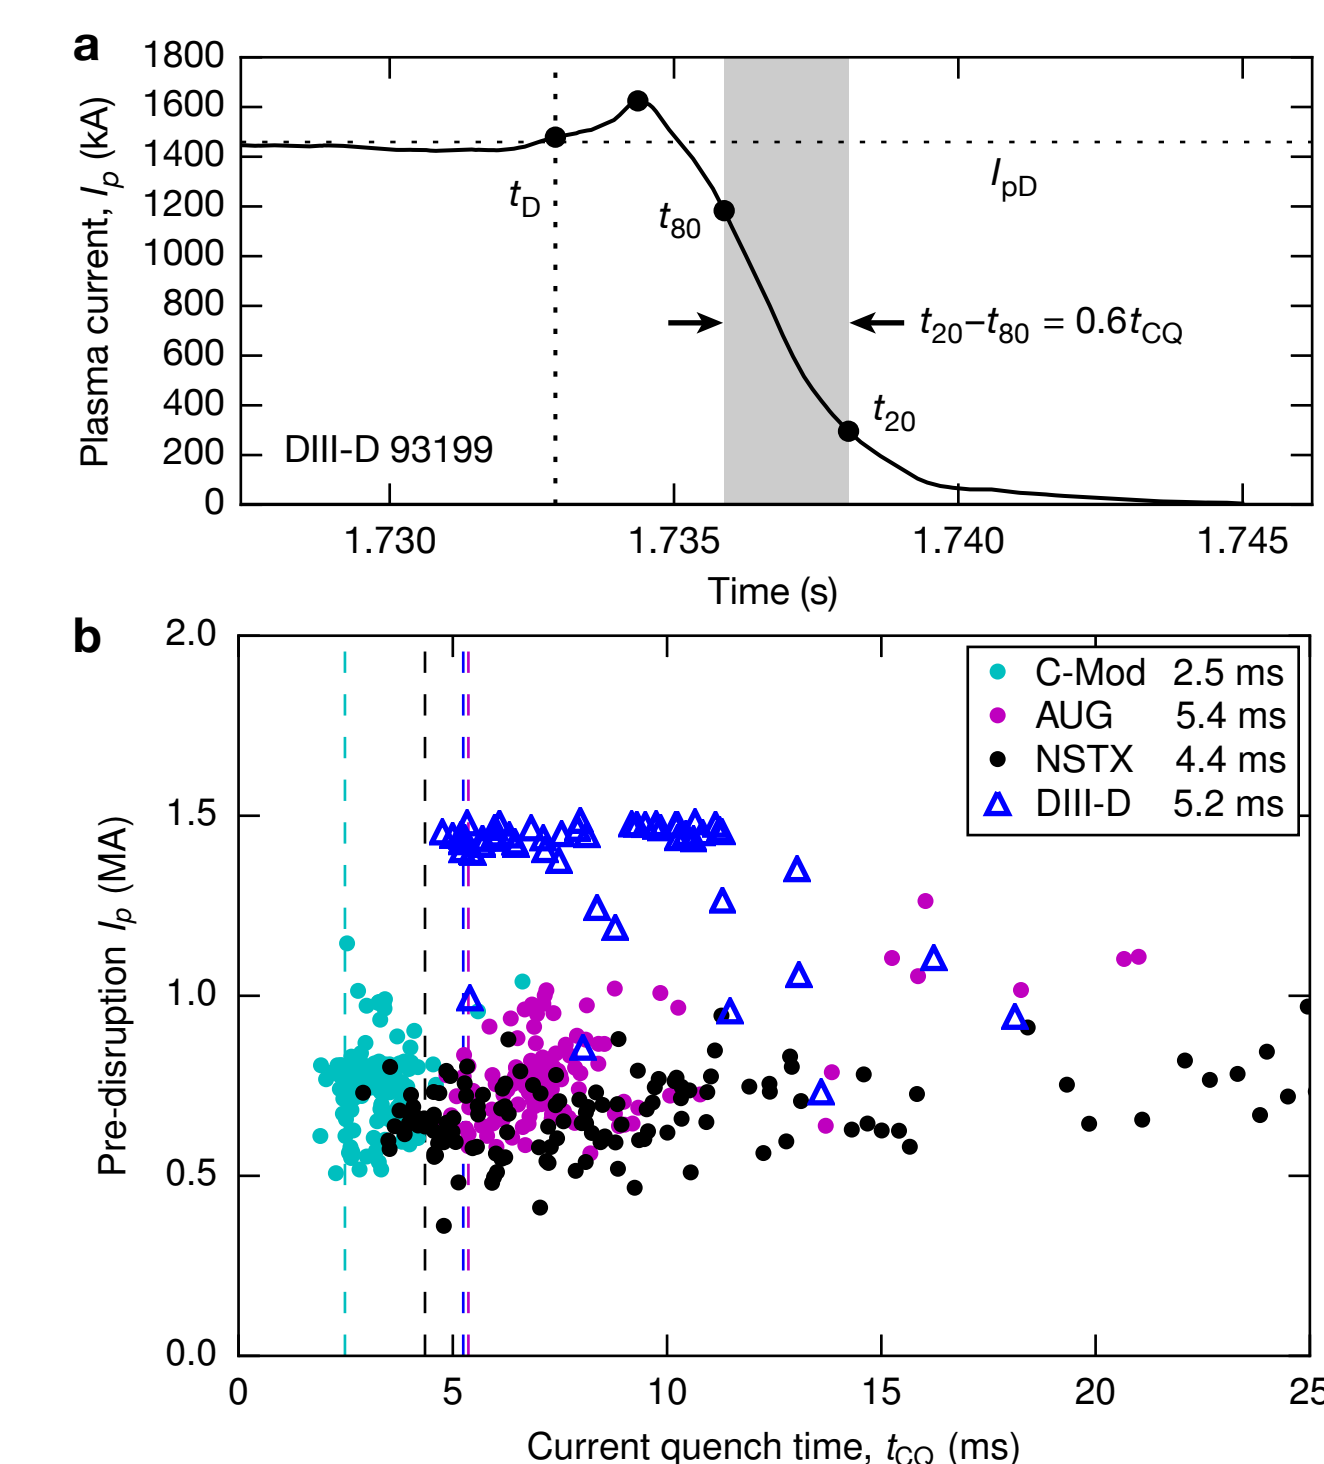 a
1800
1600
1400
1200
1000
800
600
400
200
0
Plasma current, Ip (kA)
tD
t80
IpD
t20–t80 = 0.6tCQ
t20
DIII-D 93199
1.730 1.735 1.740 1.745
Time (s)
b
2.0
1.5
1.0
0.5
0.0
Pre-disruption Ip (MA)
C-Mod 2.5 ms
AUG 5.4 ms
NSTX 4.4 ms
DIII-D 5.2 ms
0 5 10 15 20 25
Current quench time, tCQ (ms)